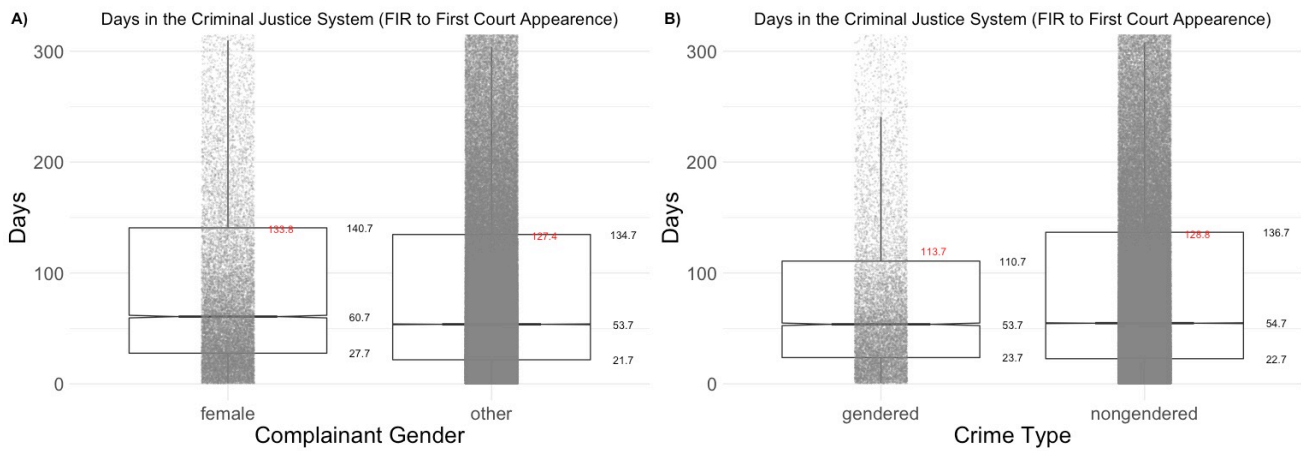 A) Days in the Criminal Justice System (FIR to First Court Appearence)
300
200
100
0
Days
133.8
140.7
60.7
27.7
127.4
134.7
53.7
21.7
female
other
Complainant Gender
B) Days in the Criminal Justice System (FIR to First Court Appearence)
300
200
100
0
Days
113.7
110.7
53.7
23.7
128.8
136.7
54.7
22.7
gendered
nongendered
Crime Type